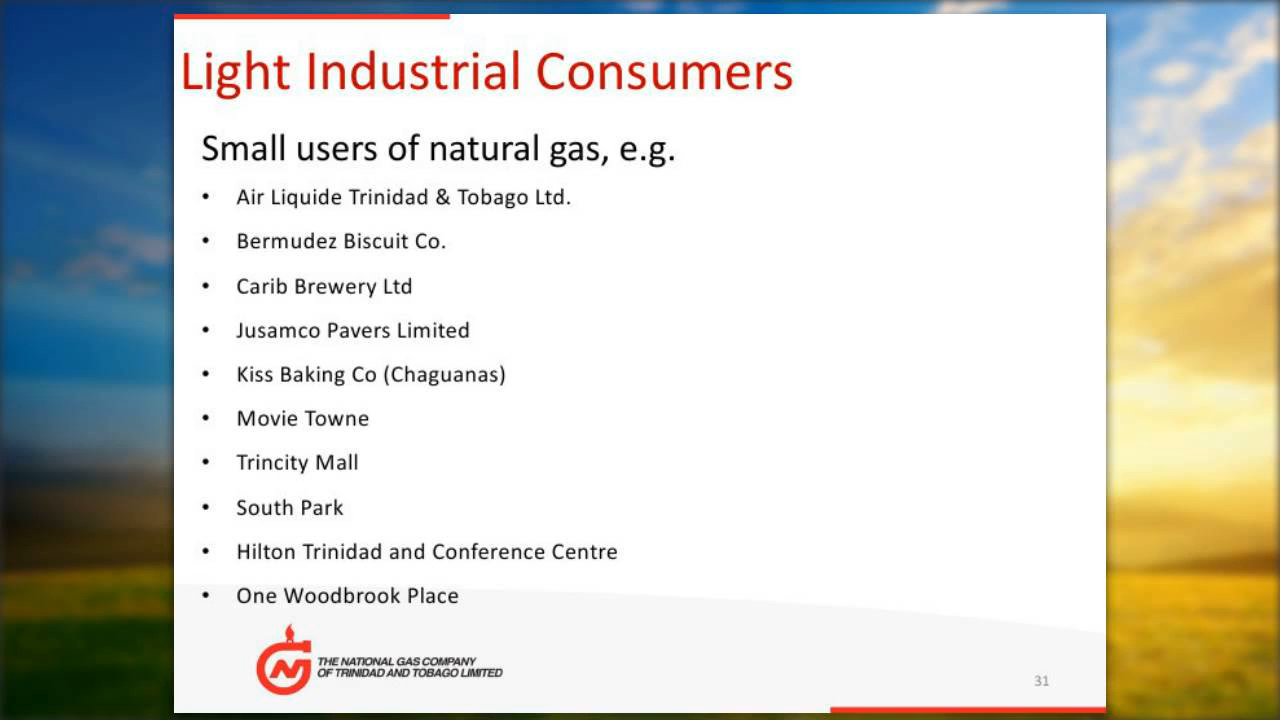 Light Industrial Consumers
Small users of natural gas, e.g.
• Air Liquide Trinidad & Tobago Ltd.
• Bermudez Biscuit Co.
• Carib Brewery Ltd
• Jusamco Pavers Limited
• Kiss Baking Co (Chaguanas)
• Movie Towne
• Trincity Mall
• South Park
• Hilton Trinidad and Conference Centre
• One Woodbrook Place
THE NATIONAL GAS COMPANY
OF TRINIDAD AND TOBAGO LIMITED
31